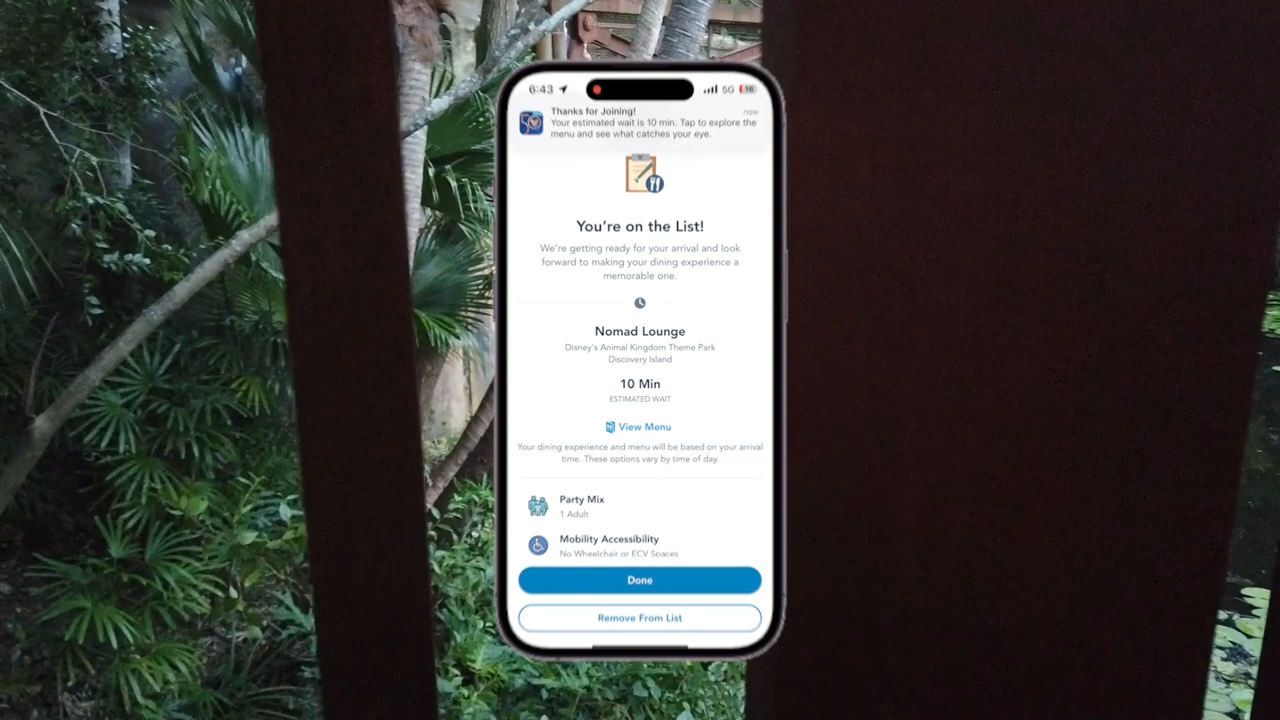 6:43
5G
16
Thanks for Joining!
now
Your estimated wait is 10 min. Tap to explore the
menu and see what catches your eye.
You're on the List!
We're getting ready for your arrival and look
forward to making your dining experience a
memorable one.
Nomad Lounge
Disney's Animal Kingdom Theme Park
Discovery Island
10 Min
ESTIMATED WAIT
View Menu
Your dining experience and menu will be based on your arrival
time. These options vary by time of day.
Party Mix
1 Adult
Mobility Accessibility
No Wheelchair or ECV Spaces
Done
Remove From List